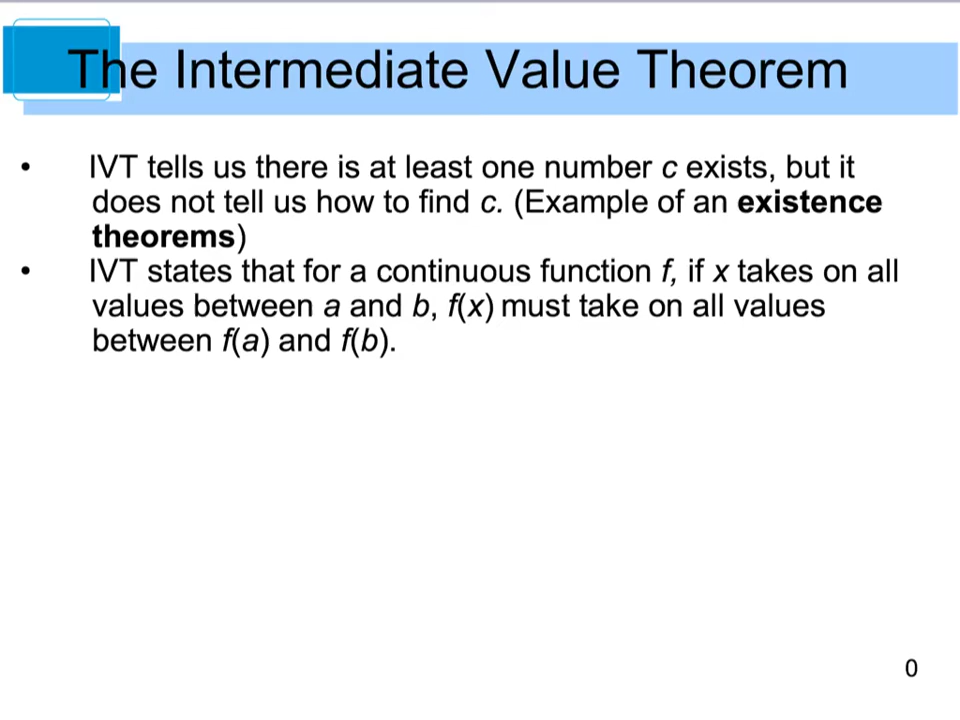 The Intermediate Value Theorem
• IVT tells us there is at least one number c exists, but it
does not tell us how to find c. (Example of an existence
theorems)
• IVT states that for a continuous function f, if x takes on all
values between a and b, f(x) must take on all values
between f(a) and f(b).
0